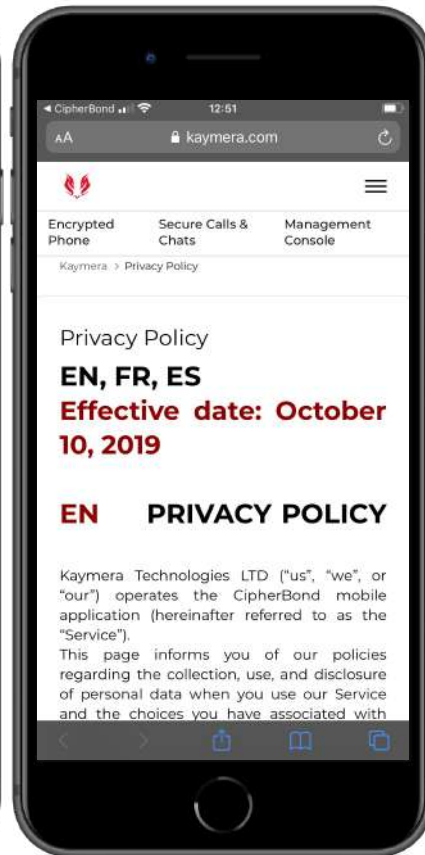 CipherBond 12:51
AA kaymera.com
Encrypted Phone
Secure Calls & Chats
Management Console
Kaymera > Privacy Policy
Privacy Policy
EN, FR, ES
Effective date: October
10, 2019
EN PRIVACY POLICY
Kaymera Technologies LTD (“us”, “we”, or
“our”) operates the CipherBond mobile
application (hereinafter referred to as the
“Service”).
This page informs you of our policies
regarding the collection, use, and disclosure
of personal data when you use our Service
and the choices you have associated with